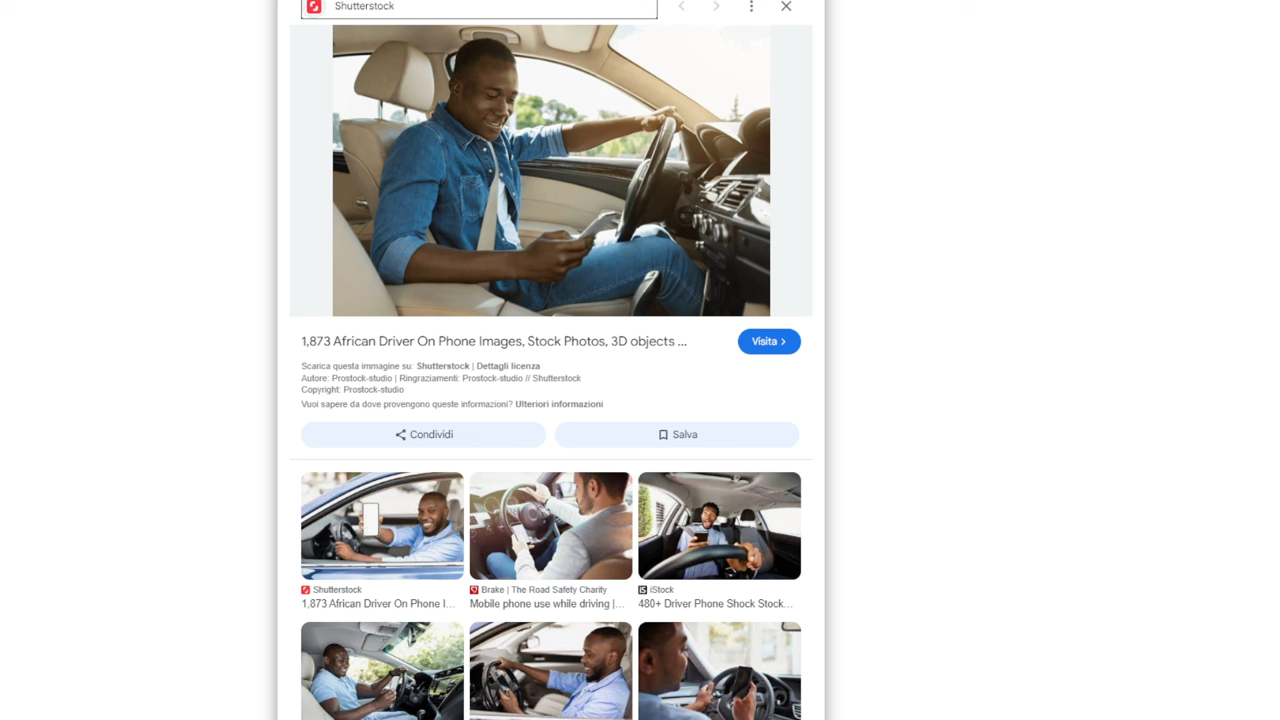 Shutterstock
1,873 African Driver On Phone Images, Stock Photos, 3D objects ...
Visita
Scarica questa immagine su: Shutterstock | Dettagli licenza
Autore: Prostock-studio | Ringraziamenti: Prostock-studio // Shutterstock
Copyright: Prostock-studio
Vuoi sapere da dove provengono queste informazioni? Ulteriori informazioni
Condividi
Salva
Shutterstock
1,873 African Driver On Phone I...
Brake | The Road Safety Charity
Mobile phone use while driving |...
iStock
480+ Driver Phone Shock Stock...